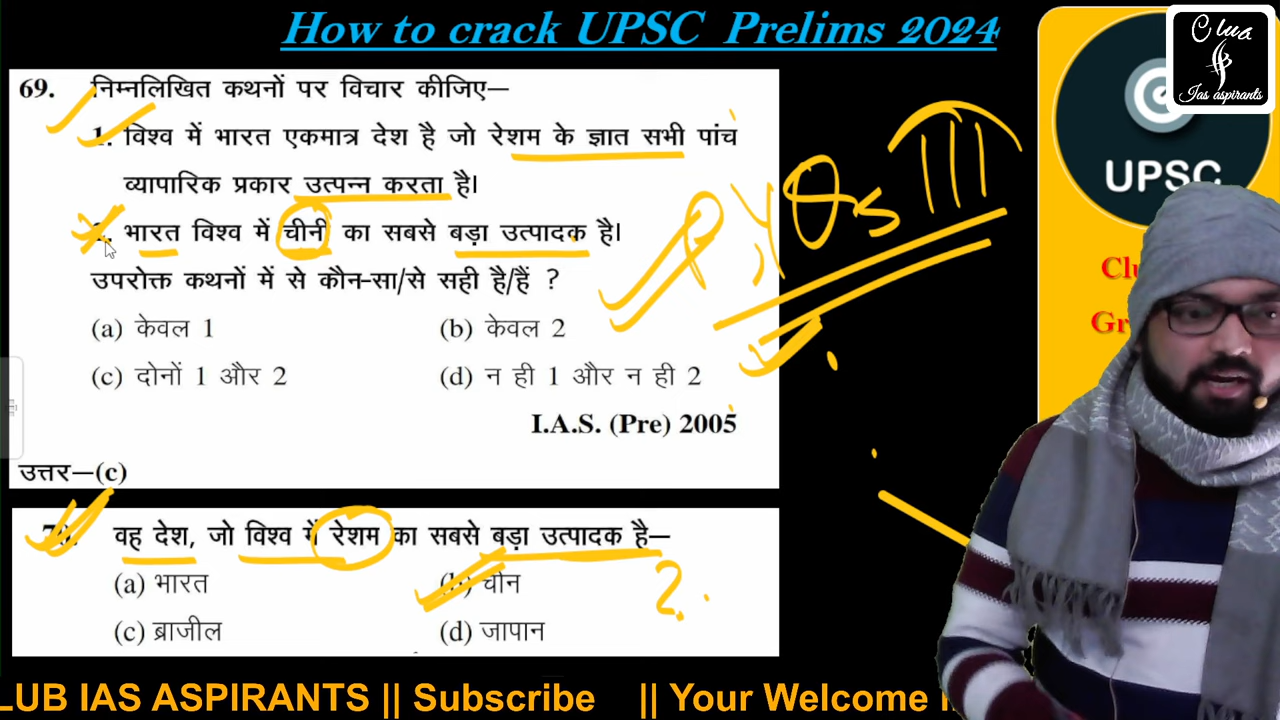 How to crack UPSC Prelims 2024
Clua
Ias aspirants
UPSC
69. निम्नलिखित कथनों पर विचार कीजिए—
1. विश्व में भारत एकमात्र देश है जो रेशम के ज्ञात सभी पांच
व्यापारिक प्रकार उत्पन्न करता है।
भारत विश्व में चीनी का सबसे बड़ा उत्पादक है।
उपरोक्त कथनों में से कौन-सा/से सही है/हैं ?
(a) केवल 1 (b) केवल 2
(c) दोनों 1 और 2 (d) न ही 1 और न ही 2
I.A.S. (Pre) 2005
उत्तर—(c)
PYQs
वह देश, जो विश्व में रेशम का सबसे बड़ा उत्पादक है—
(a) भारत (b) चीन
(c) ब्राजील (d) जापान
?
LUB IAS ASPIRANTS || Subscribe || Your Welcome